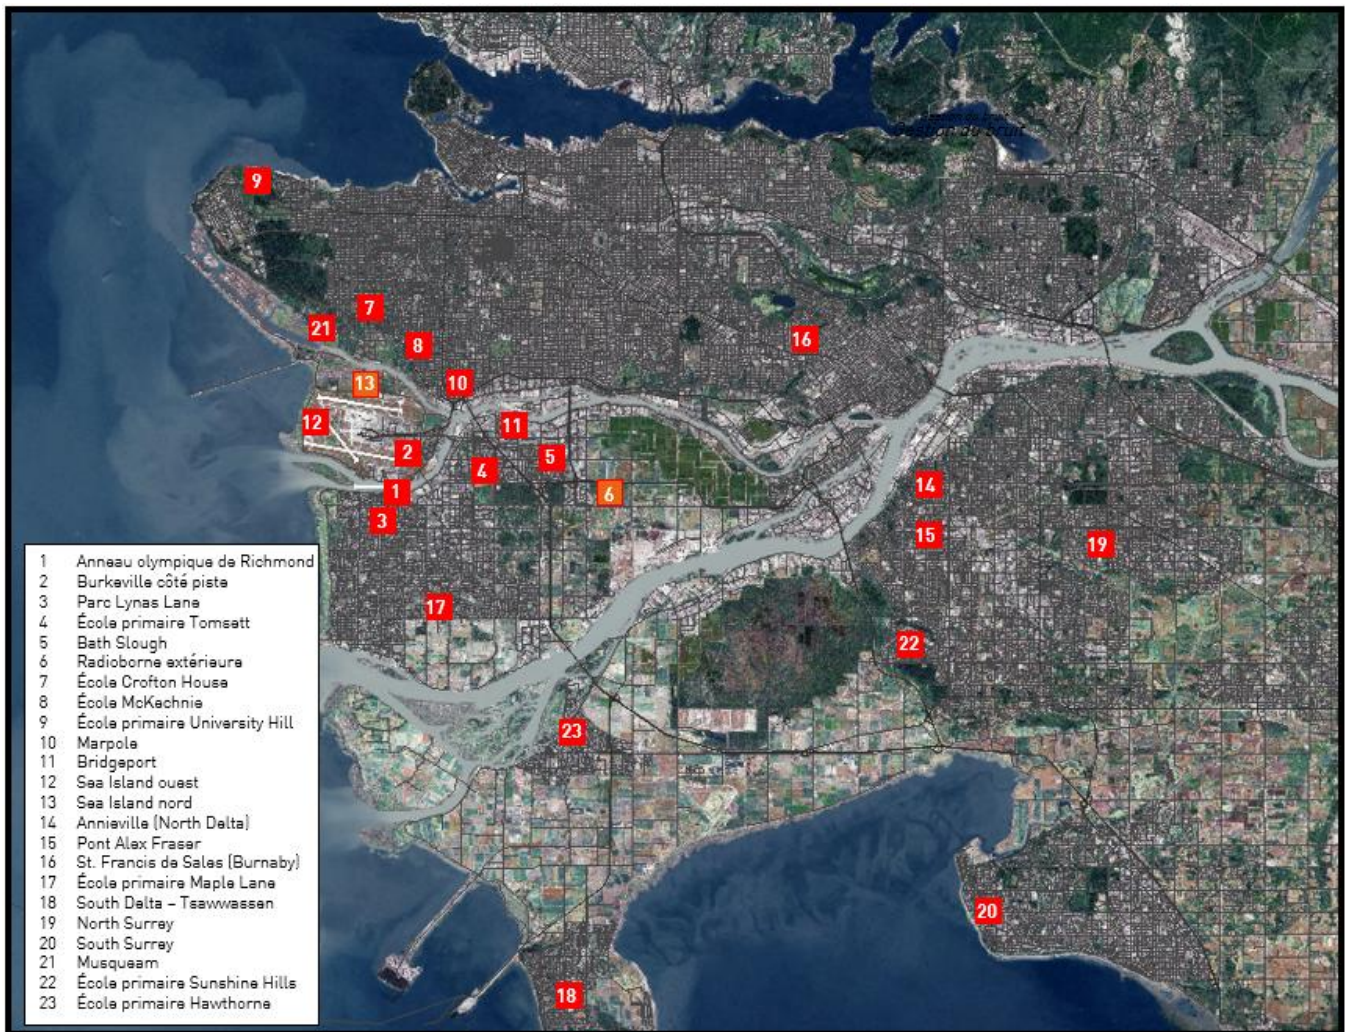 Gestion du bruit
9
7
21
8
16
13
10
12
11
2
5
4
14
1
6
3
15
19
17
22
23
20
18
1 Anneau olympique de Richmond
2 Burkeville côté piste
3 Parc Lynas Lane
4 École primaire Tomsett
5 Bath Slough
6 Radioborne extérieure
7 École Crofton House
8 École McKechnie
9 École primaire University Hill
10 Marpole
11 Bridgeport
12 Sea Island ouest
13 Sea Island nord
14 Annieville (North Delta)
15 Pont Alex Fraser
16 St. Francis de Sales (Burnaby)
17 École primaire Maple Lane
18 South Delta – Tsawwassen
19 North Surrey
20 South Surrey
21 Musqueam
22 École primaire Sunshine Hills
23 École primaire Hawthorne